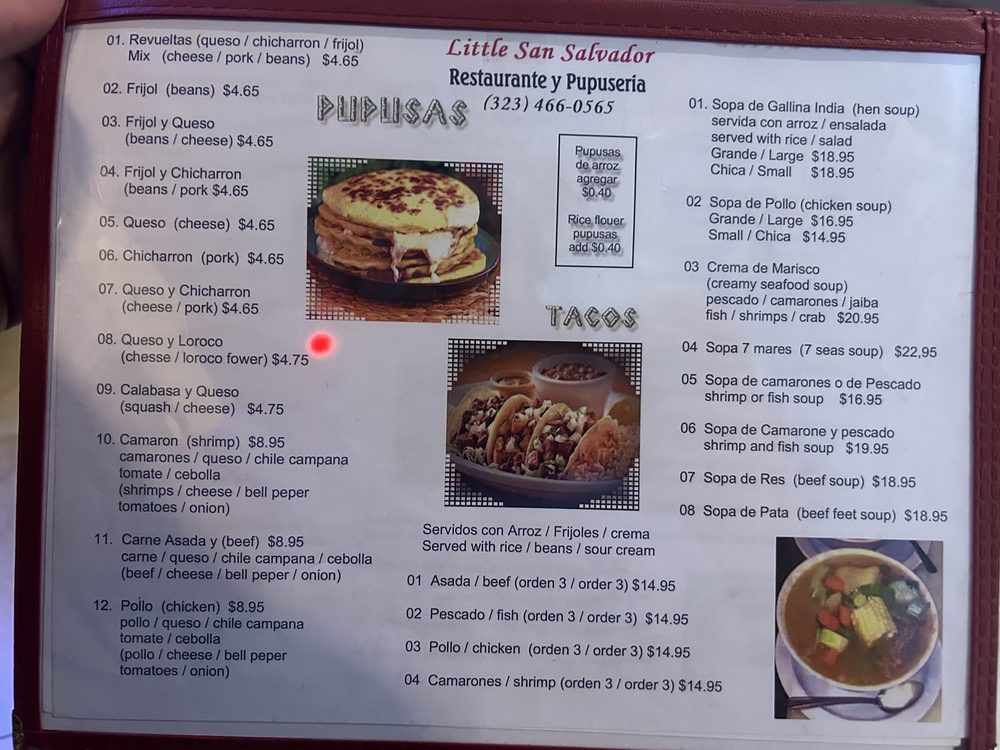 Little San Salvador
Restaurante y Pupuseria
(323) 466-0565
PUPUSAS
01. Revueltas (queso / chicharron / frijol)
Mix (cheese / pork / beans) $4.65
02. Frijol (beans) $4.65
03. Frijol y Queso
(beans / cheese) $4.65
04. Frijol y Chicharron
(beans / pork $4.65
05. Queso (cheese) $4.65
06. Chicharron (pork) $4.65
07. Queso y Chicharron
(cheese / pork) $4.65
08. Queso y Loroco
(chesse / loroco fower) $4.75
09. Calabasa y Queso
(squash / cheese) $4.75
10. Camaron (shrimp) $8.95
camarones / queso / chile campana
tomate / cebolla
(shrimps / cheese / bell peper
tomatoes / onion)
11. Carne Asada y (beef) $8.95
carne / queso / chile campana / cebolla
(beef / cheese / bell peper / onion)
12. Pollo (chicken) $8.95
pollo / queso / chile campana
tomate / cebolla
(pollo / cheese / bell peper
tomatoes / onion)
Pupusas
de arroz
agregar
$0.40
Rice flouer
pupusas
add $0.40
TACOS
Servidos con Arroz / Frijoles / crema
Served with rice / beans / sour cream
01 Asada / beef (orden 3 / order 3) $14.95
02 Pescado / fish (orden 3 / order 3) $14.95
03 Pollo / chicken (orden 3 / order 3) $14.95
04 Camarones / shrimp (orden 3 / order 3) $14.95
01. Sopa de Gallina India (hen soup)
servida con arroz / ensalada
served with rice / salad
Grande / Large $18.95
Chica / Small $18.95
02 Sopa de Pollo (chicken soup)
Grande / Large $16.95
Small / Chica $14.95
03 Crema de Marisco
(creamy seafood soup)
pescado / camarones / jaiba
fish / shrimps / crab $20.95
04 Sopa 7 mares (7 seas soup) $22,95
05 Sopa de camarones o de Pescado
shrimp or fish soup $16.95
06 Sopa de Camarone y pescado
shrimp and fish soup $19.95
07 Sopa de Res (beef soup) $18.95
08 Sopa de Pata (beef feet soup) $18.95